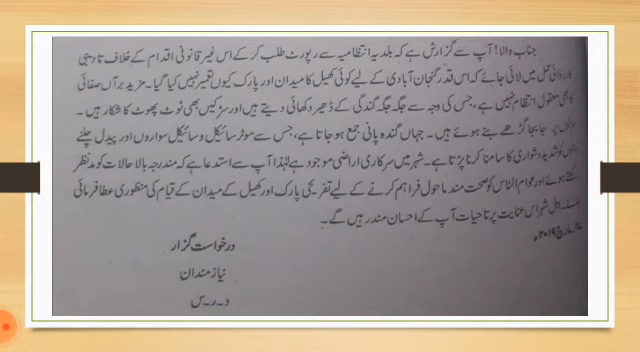 جناب والا! آپ سے گزارش ہے کہ بلدیہ انتظامیہ سے رپورٹ طلب کر کے اس غیر قانونی اقدام کے خلاف تادیبی
کارروائی عمل میں لائی جائے کہ اس قدر گنجان آبادی کے لیے کوئی کھیل کا میدان اور پارک کیوں تعمیر نہیں کیا گیا۔ مزید برآں صفائی
کا بھی معقول انتظام نہیں ہے، جس کی وجہ سے جگہ جگہ گندگی کے ڈھیر دکھائی دیتے ہیں اور سڑکیں بھی ٹوٹ پھوٹ کا شکار ہیں۔
سڑکوں پر جابجا گڑھے بنے ہوئے ہیں۔ جہاں گندہ پانی جمع ہو جاتا ہے، جس سے موٹر سائیکل و سائیکل سواروں اور پیدل چلنے
والوں کو شدید دشواری کا سامنا کرنا پڑتا ہے۔ شہر میں سرکاری اراضی موجود ہے لہٰذا آپ سے استدعا ہے کہ مندرجہ بالا حالات کو مدنظر
رکھتے ہوئے اور عوام الناس کو صحت مند ماحول فراہم کرنے کے لیے تفریحی پارک اور کھیل کے میدان کے قیام کی منظوری عطا فرمائی
جائے۔ اہل شہر اس عنایت پر تاحیات آپ کے احسان مند رہیں گے۔
مارچ ۲۰۱۹ء
درخواست گزار
نیاز مندان
د۔ر۔س